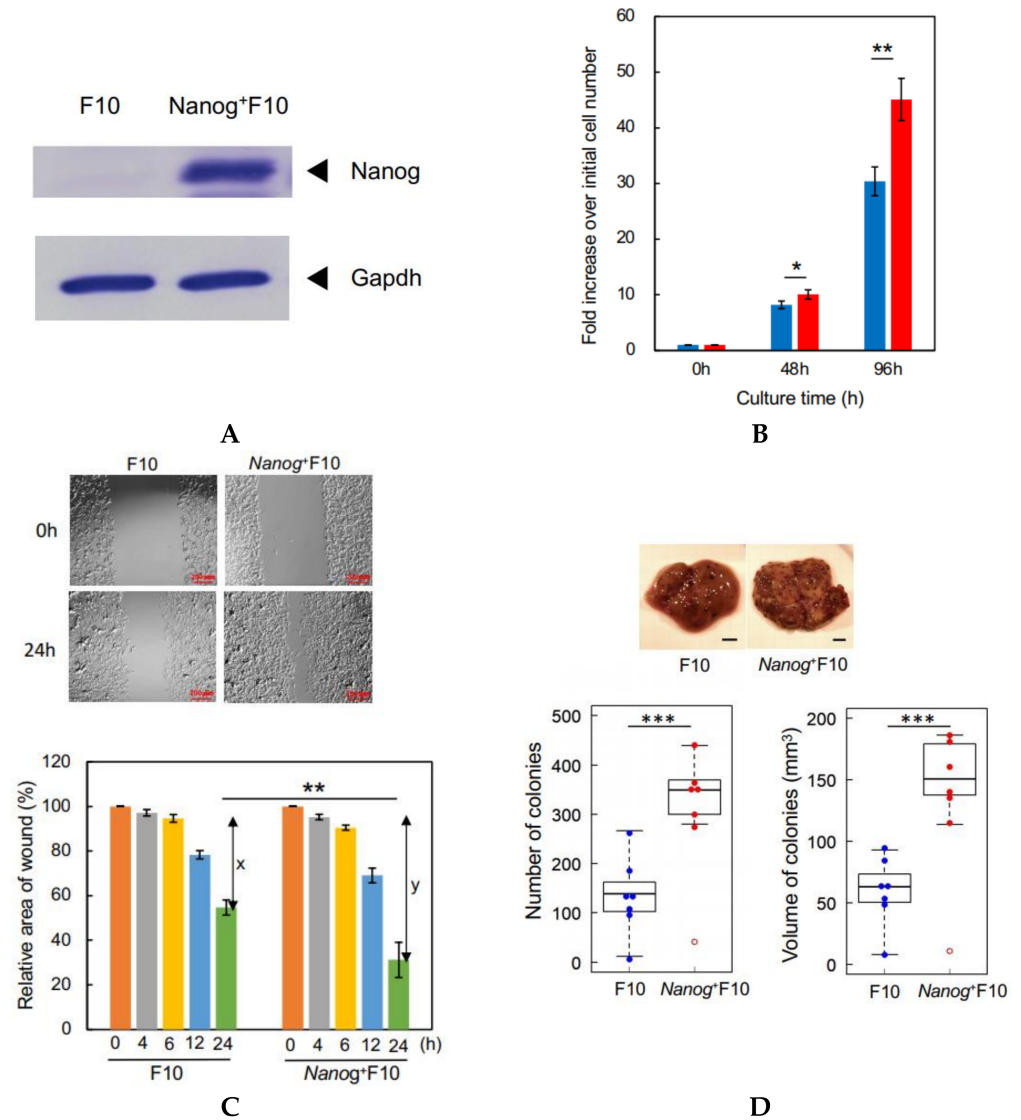 F10 Nanog+F10
Nanog
Gapdh
A
60
50
40
30
20
10
0
Fold increase over initial cell number
**
*
0h 48h 96h
Culture time (h)
B
F10 Nanog+F10
0h
24h
120
100
80
60
40
20
0
Relative area of wound (%)
**
x
y
0 4 6 12 24 0 4 6 12 24 (h)
F10 Nanog+F10
C
F10 Nanog+F10
500
300
100
0
Number of colonies
***
F10 Nanog+F10
200
150
100
50
0
Volume of colonies (mm³)
***
F10 Nanog+F10
D